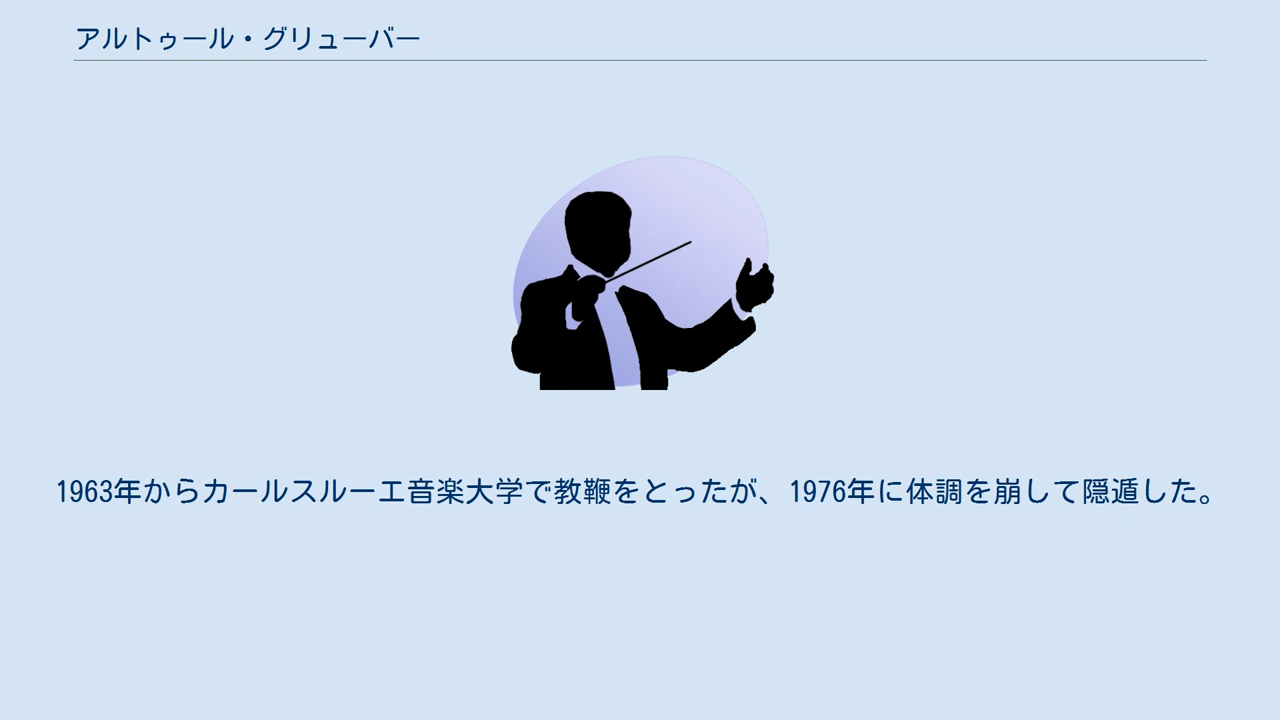 アルトゥール・グリューバー
1963年からカールスルーエ音楽大学で教鞭をとったが、1976年に体調を崩して隠遁した。